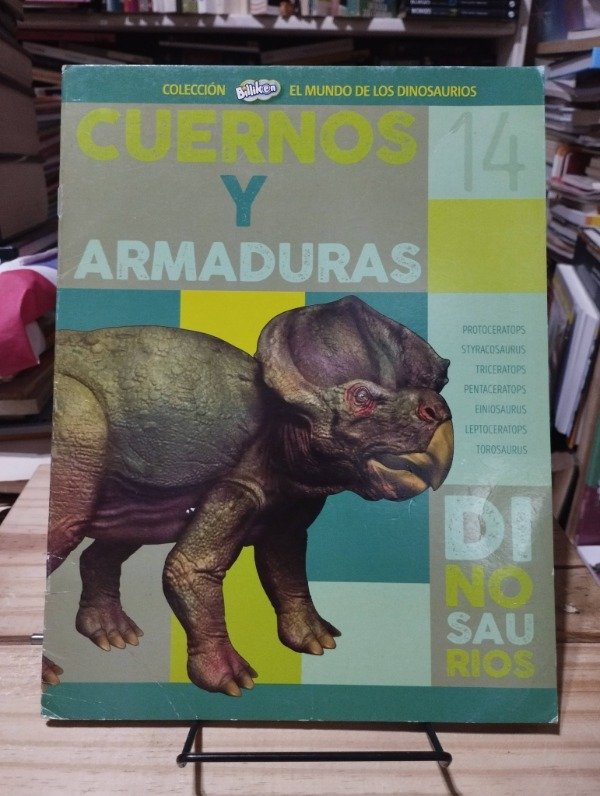 COLECCIÓN Billiken EL MUNDO DE LOS DINOSAURIOS
CUERNOS
Y
ARMADURAS
14
PROTOCERATOPS
STYRACOSAURUS
TRICERATOPS
PENTACERATOPS
EINIOSAURUS
LEPTOCERATOPS
TOROSAURUS
DI
NO
SAU
RIOS